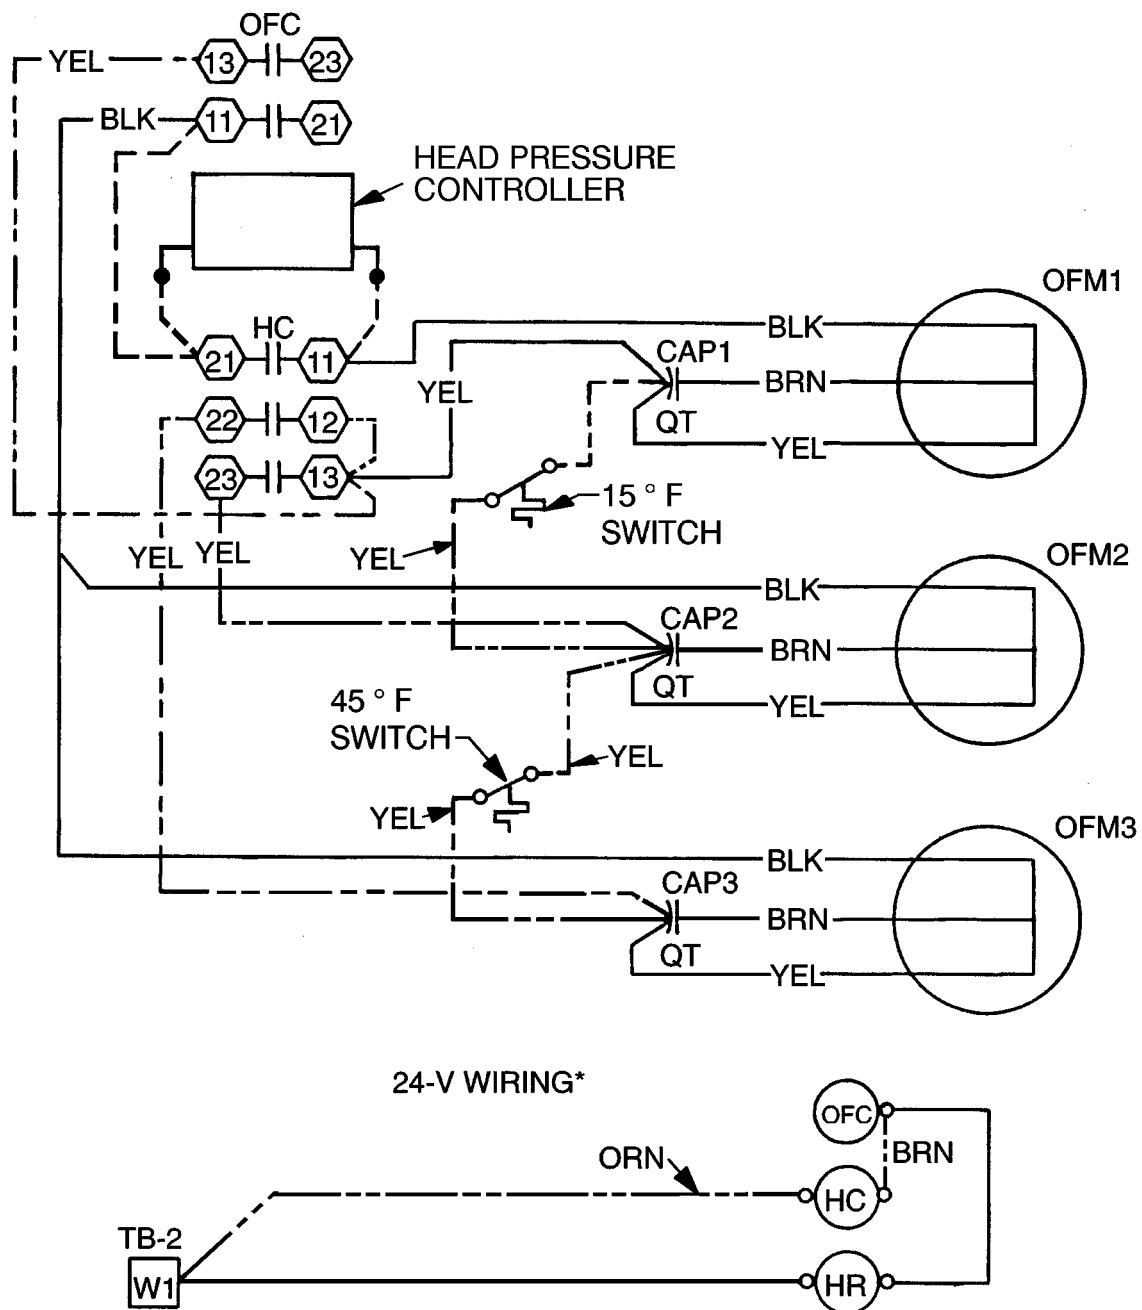 OFC
YEL 13 23
BLK 11 21
HEAD PRESSURE
CONTROLLER
OFM1
HC
21 11
BLK
CAP1
BRN
YEL
QT
YEL
22 12
23 13
15 ° F
SWITCH
YEL YEL YEL
OFM2
BLK
CAP2
BRN
QT
YEL
45 ° F
SWITCH
YEL
YEL
OFM3
BLK
CAP3
BRN
QT
YEL
24-V WIRING*
OFC
BRN
ORN
HC
TB-2
W1
HR